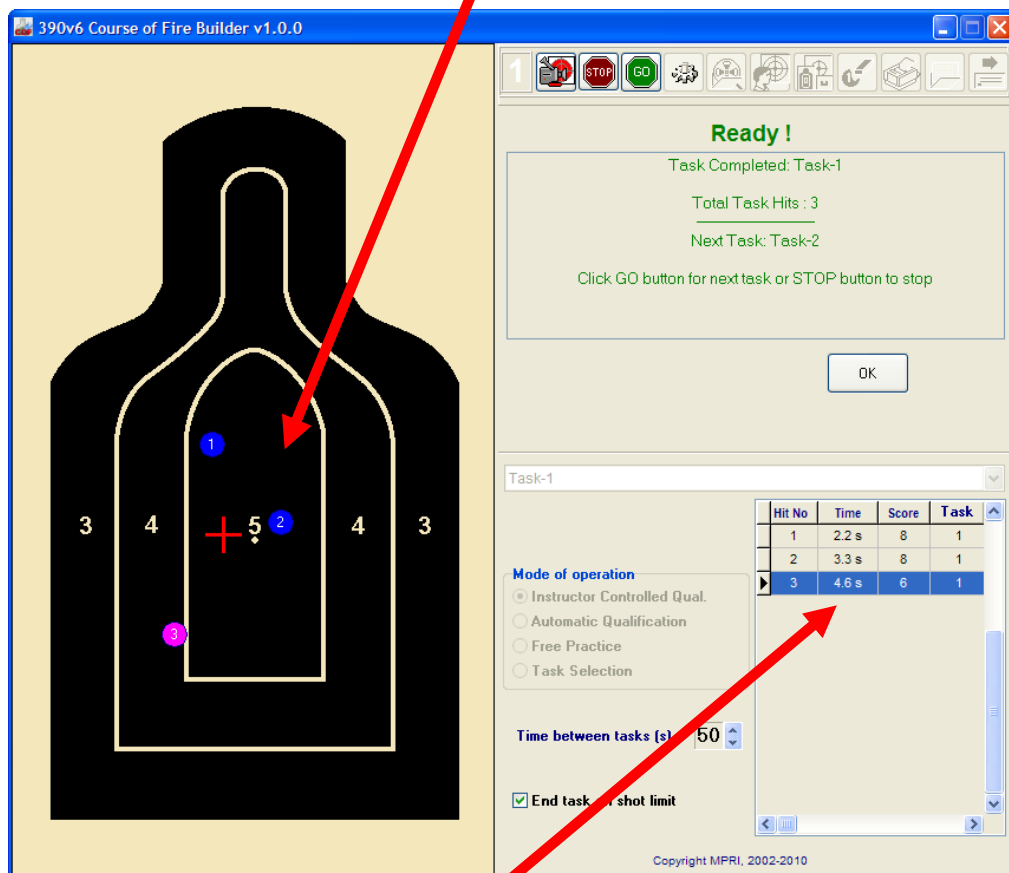 390v6 Course of Fire Builder v1.0.0
1
STOP
GO
Ready !
Task Completed: Task-1
Total Task Hits : 3
Next Task: Task-2
Click GO button for next task or STOP button to stop
OK
1
3 4 5 2 4 3
3
Task-1
Hit No Time Score Task
1 2.2 s 8 1
2 3.3 s 8 1
3 4.6 s 6 1
Mode of operation
Instructor Controlled Qual.
Automatic Qualification
Free Practice
Task Selection
Time between tasks (s) 50
End task shot limit
Copyright MPRI, 2002-2010